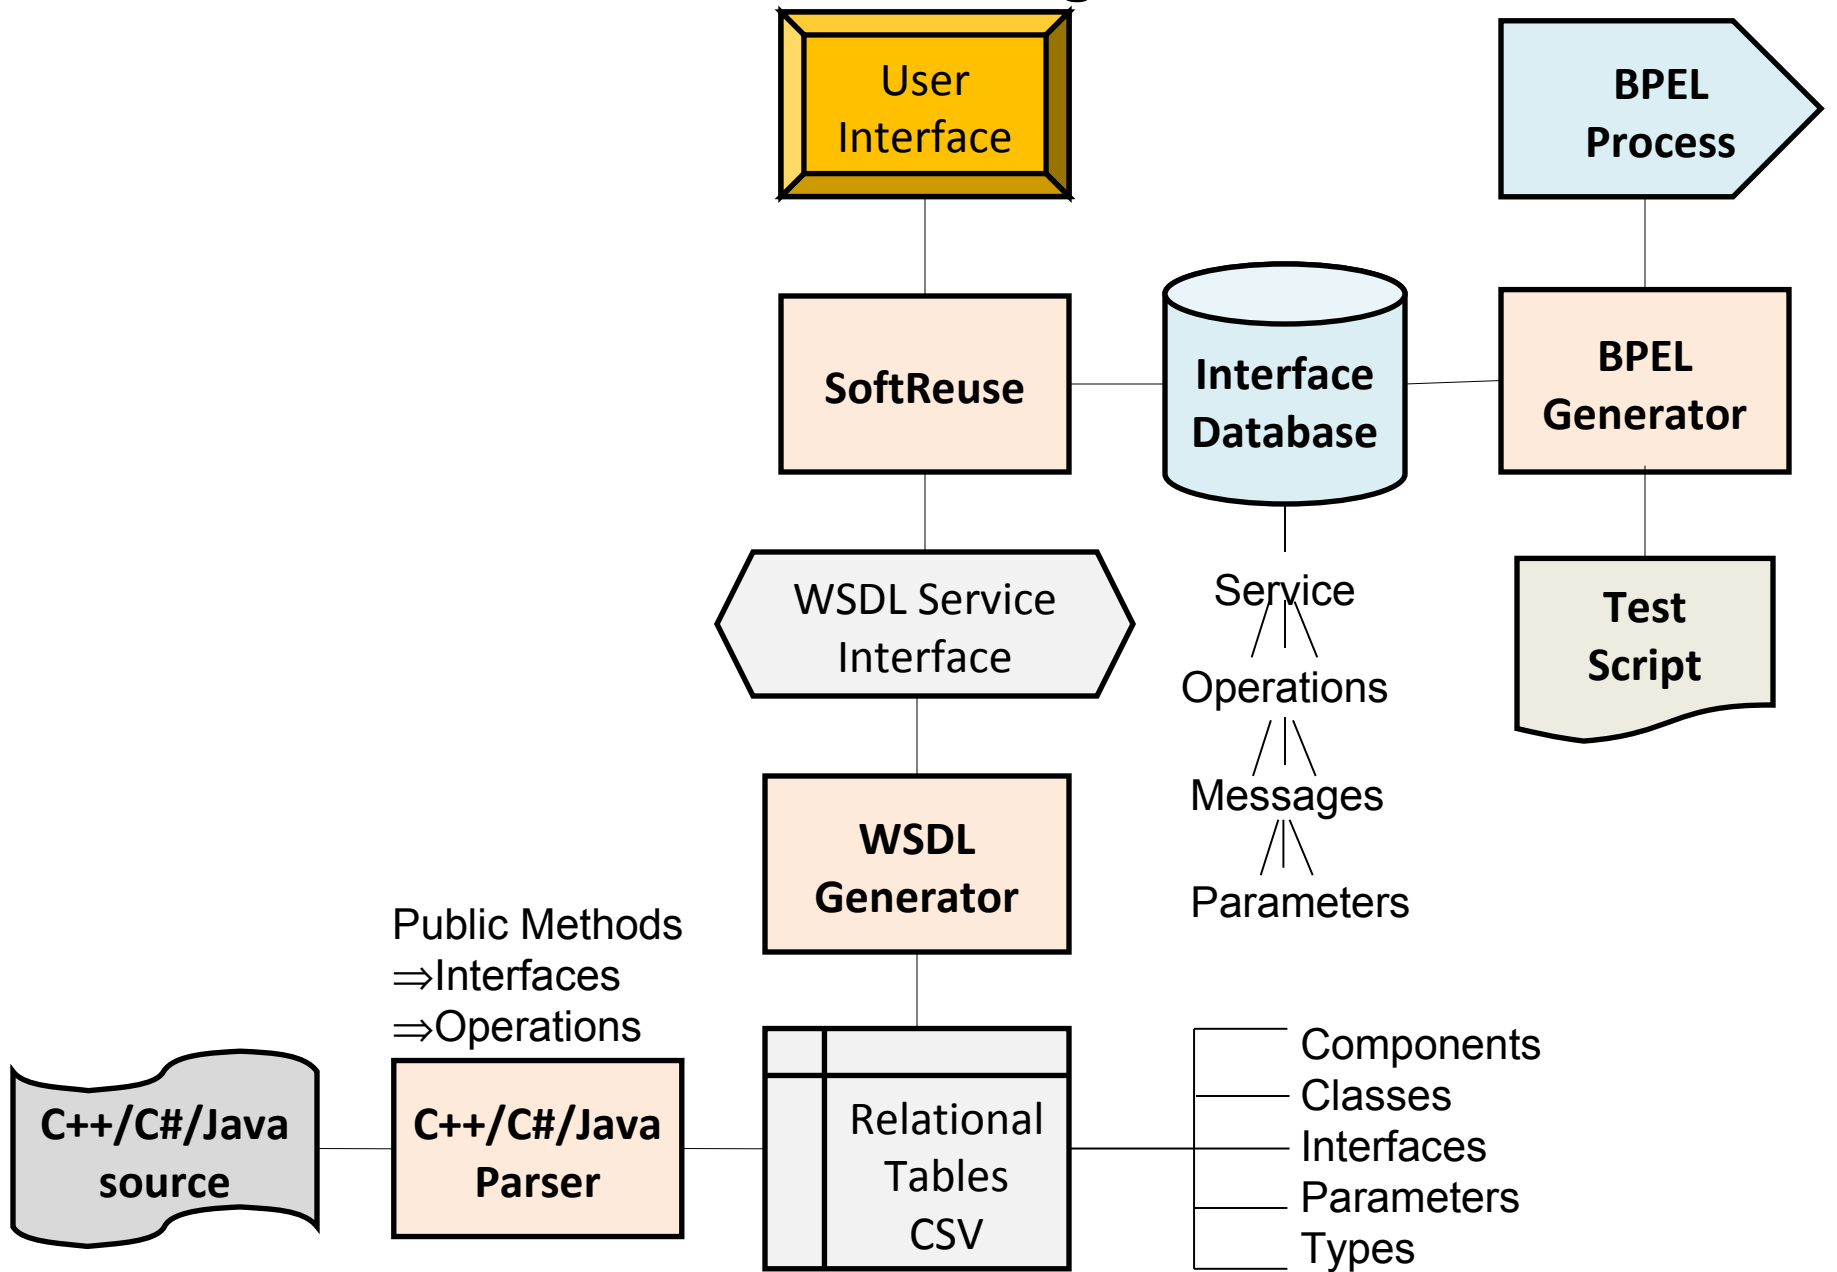 User
Interface
BPEL
Process
SoftReuse
Interface
Database
BPEL
Generator
WSDL Service
Interface
Service
Operations
Messages
Parameters
Test
Script
WSDL
Generator
Public Methods
⇒Interfaces
⇒Operations
C++/C#/Java
source
C++/C#/Java
Parser
Relational
Tables
CSV
Components
Classes
Interfaces
Parameters
Types